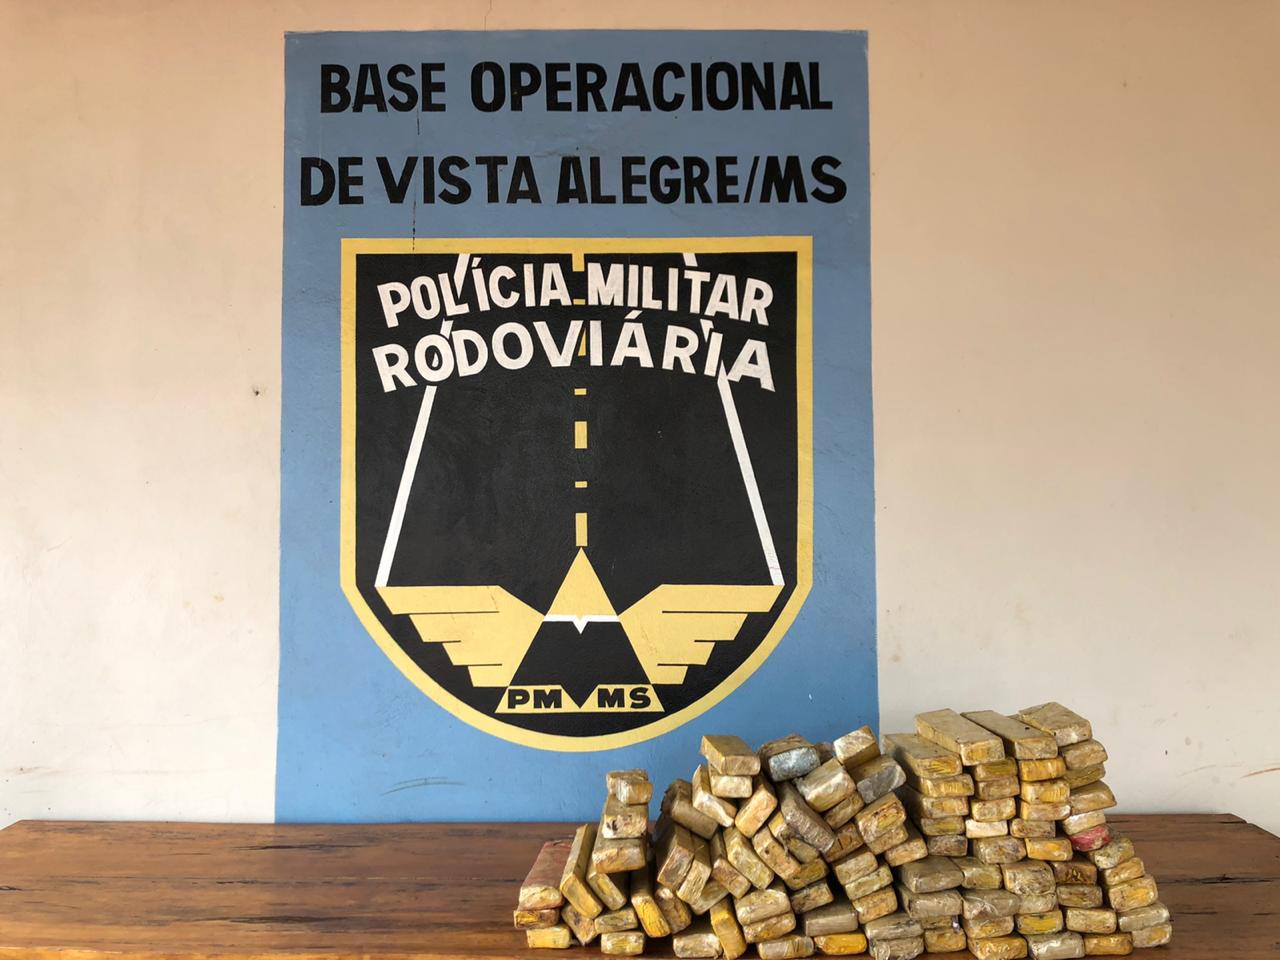 BASE OPERACIONAL
DE VISTA ALEGRE/MS
POLÍCIA MILITAR
RODOVIÁRIA
PM MS